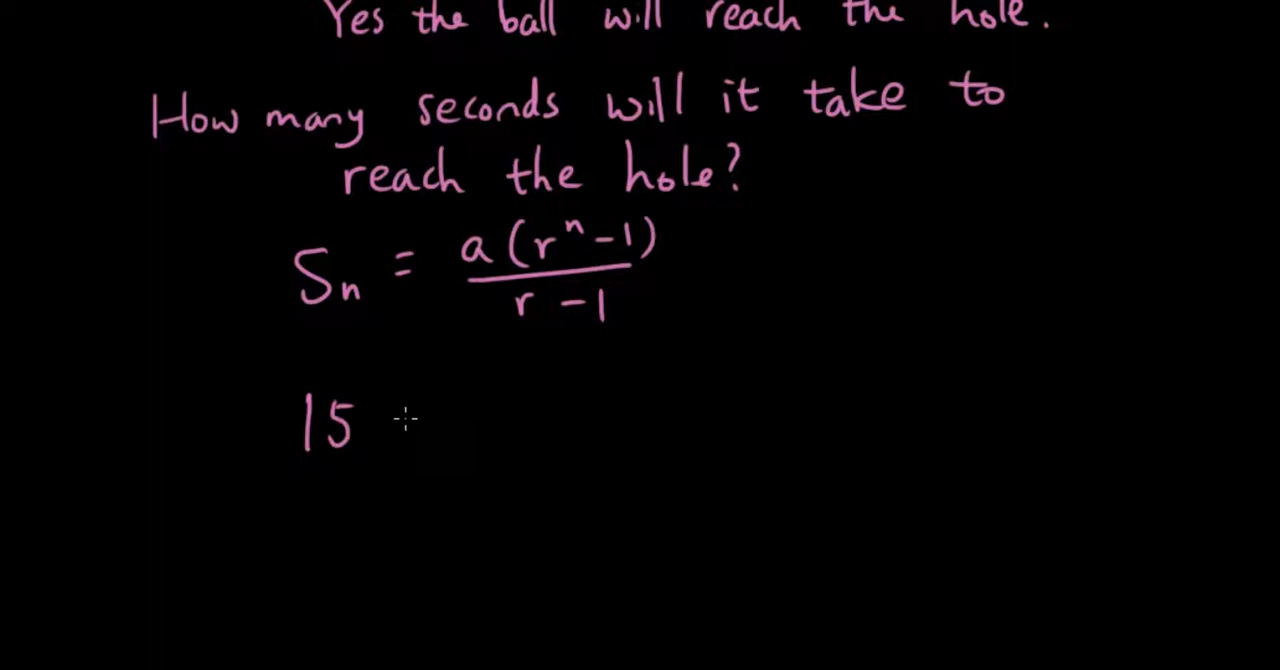 Yes the ball will reach the hole.
How many seconds will it take to
reach the hole?
Sn = a(r^n-1)
r-1
15